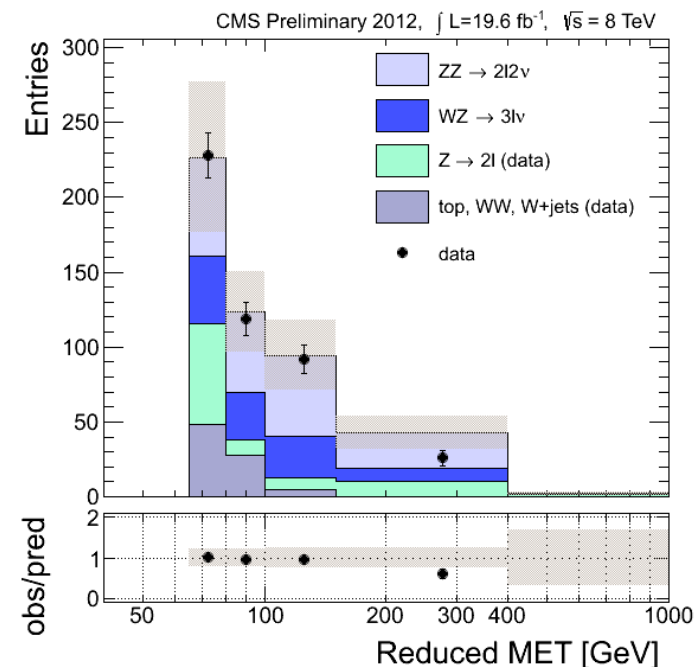 CMS Preliminary 2012, ∫ L=19.6 fb⁻¹, √s = 8 TeV
Entries
300
250
200
150
100
50
0
ZZ → 2l2ν
WZ → 3lν
Z → 2l (data)
top, WW, W+jets (data)
data
obs/pred
2
1
0
50 100 200 300 400 1000
Reduced MET [GeV]